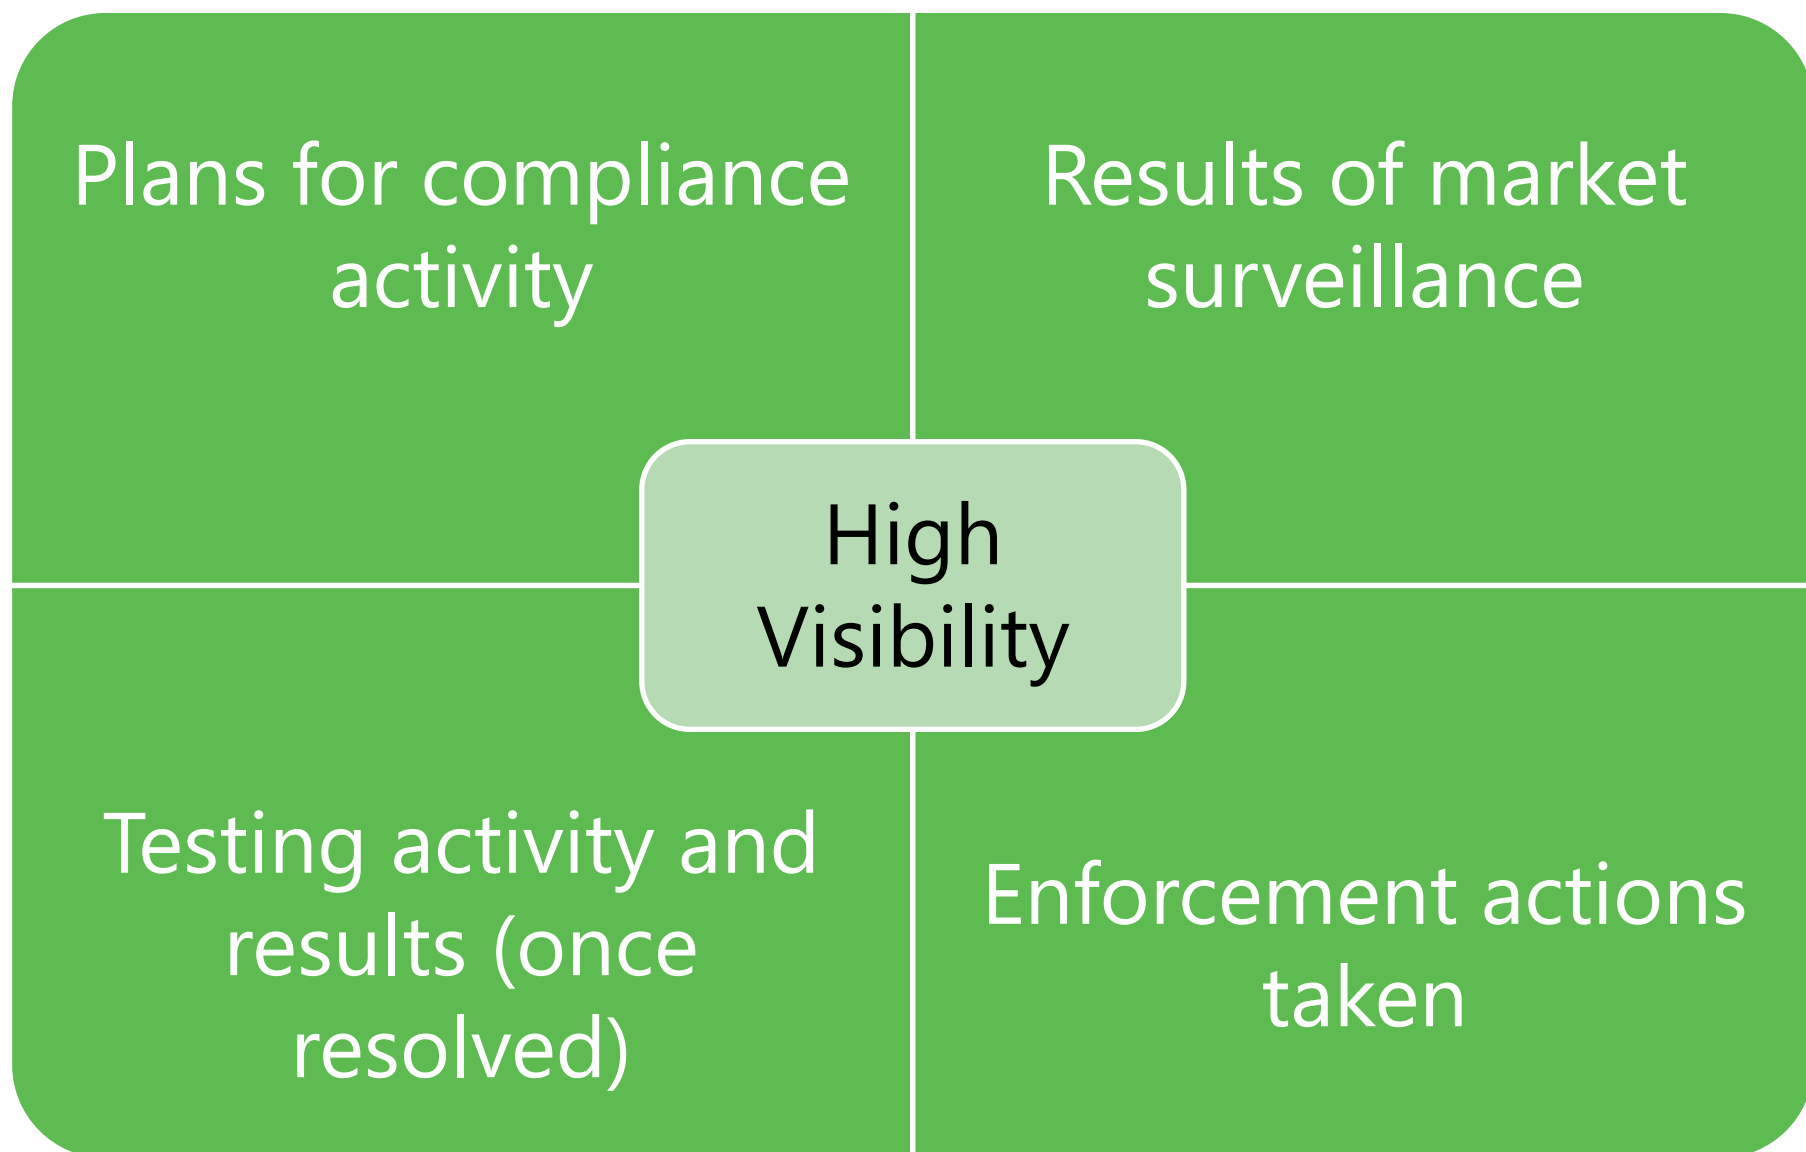 Plans for compliance
activity
Results of market
surveillance
High
Visibility
Testing activity and
results (once
resolved)
Enforcement actions
taken